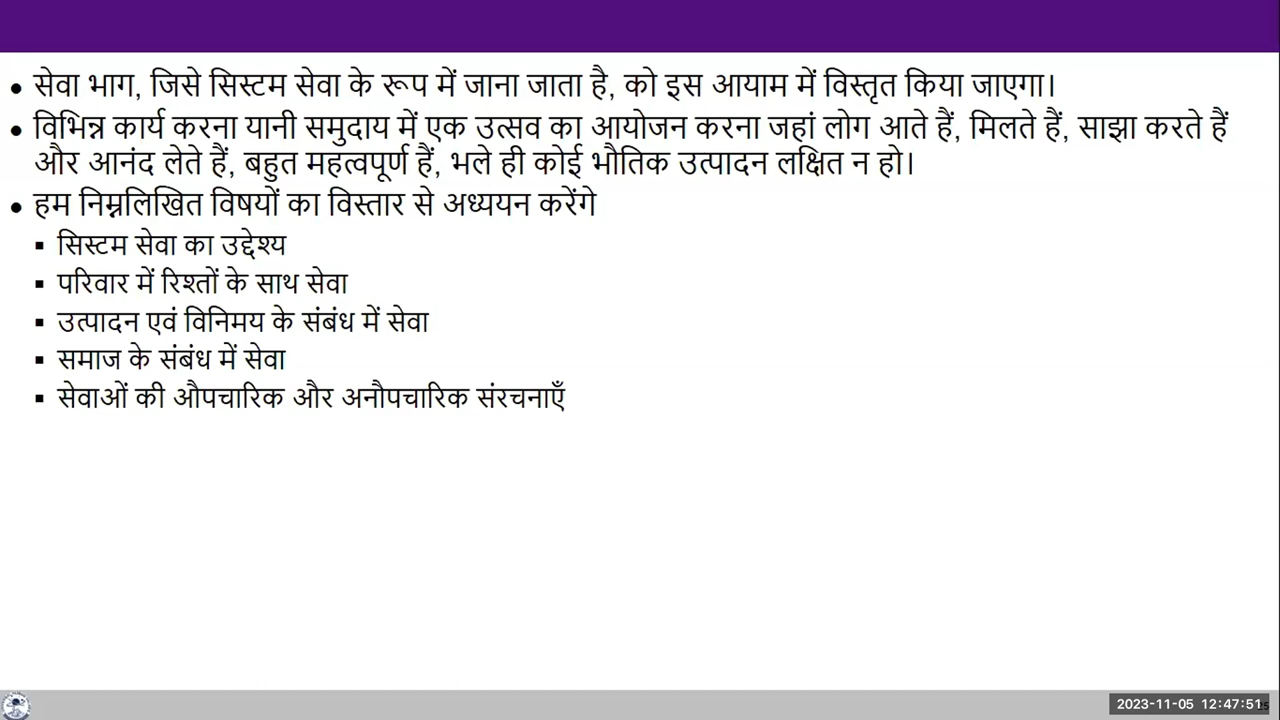 • सेवा भाग, जिसे सिस्टम सेवा के रूप में जाना जाता है, को इस आयाम में विस्तृत किया जाएगा।
• विभिन्न कार्य करना यानी समुदाय में एक उत्सव का आयोजन करना जहां लोग आते हैं, मिलते हैं, साझा करते हैं
और आनंद लेते हैं, बहुत महत्वपूर्ण हैं, भले ही कोई भौतिक उत्पादन लक्षित न हो।
• हम निम्नलिखित विषयों का विस्तार से अध्ययन करेंगे
▪ सिस्टम सेवा का उद्देश्य
▪ परिवार में रिश्तों के साथ सेवा
▪ उत्पादन एवं विनिमय के संबंध में सेवा
▪ समाज के संबंध में सेवा
▪ सेवाओं की औपचारिक और अनौपचारिक संरचनाएँ
2023-11-05 12:47:51